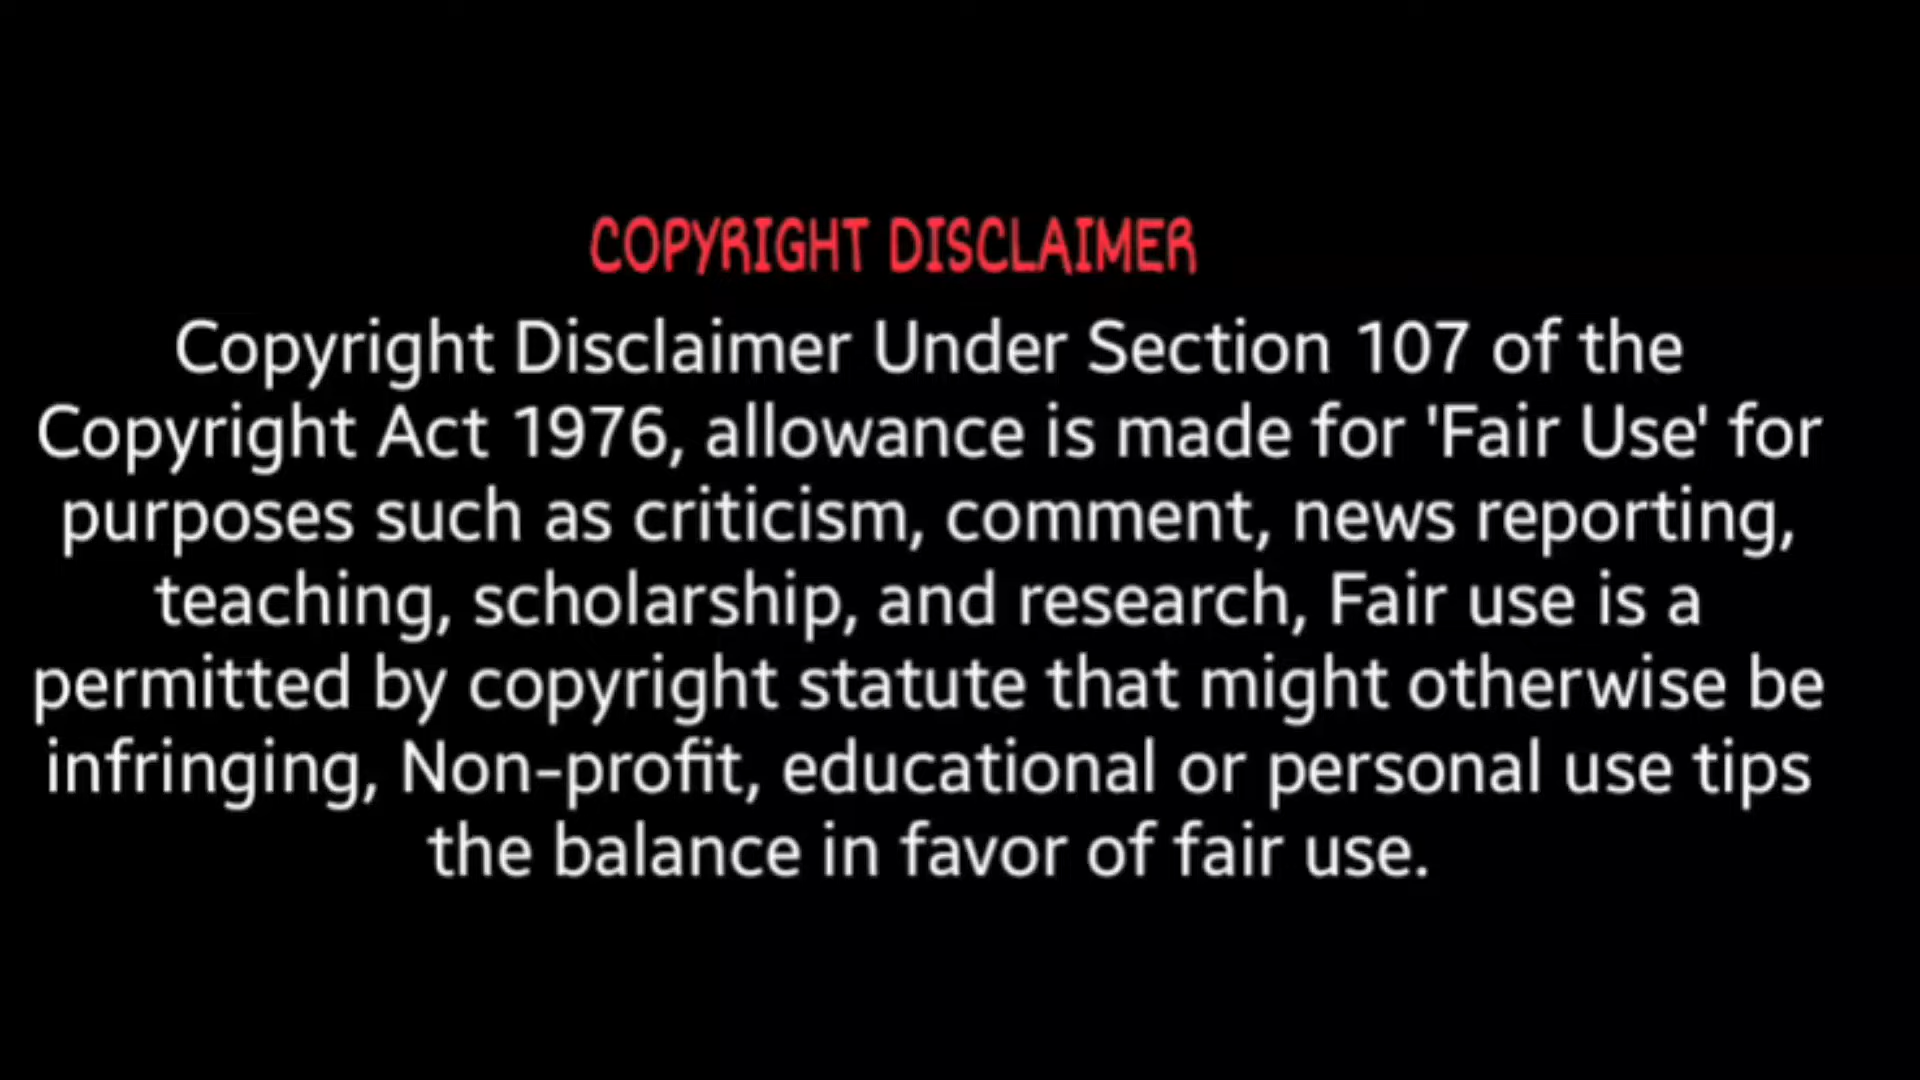 COPYRIGHT DISCLAIMER
Copyright Disclaimer Under Section 107 of the
Copyright Act 1976, allowance is made for 'Fair Use' for
purposes such as criticism, comment, news reporting,
teaching, scholarship, and research, Fair use is a
permitted by copyright statute that might otherwise be
infringing, Non-profit, educational or personal use tips
the balance in favor of fair use.